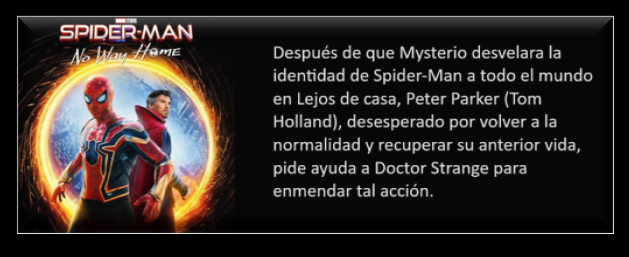 SPIDER-MAN
No Way Home
Después de que Mysterio desvelara la
identidad de Spider-Man a todo el mundo
en Lejos de casa, Peter Parker (Tom
Holland), desesperado por volver a la
normalidad y recuperar su anterior vida,
pide ayuda a Doctor Strange para
enmendar tal acción.